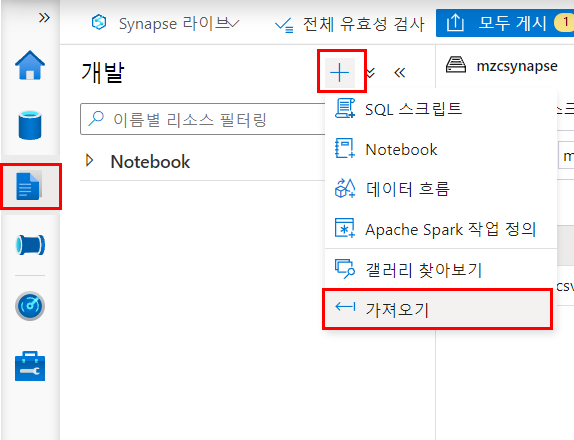 Synapse 라이브
전체 유효성 검사
모두 게시
1
개발
mzcsynapse
이름별 리소스 필터링
Notebook
SQL 스크립트
Notebook
데이터 흐름
Apache Spark 작업 정의
갤러리 찾아보기
가져오기
스크
m
csv